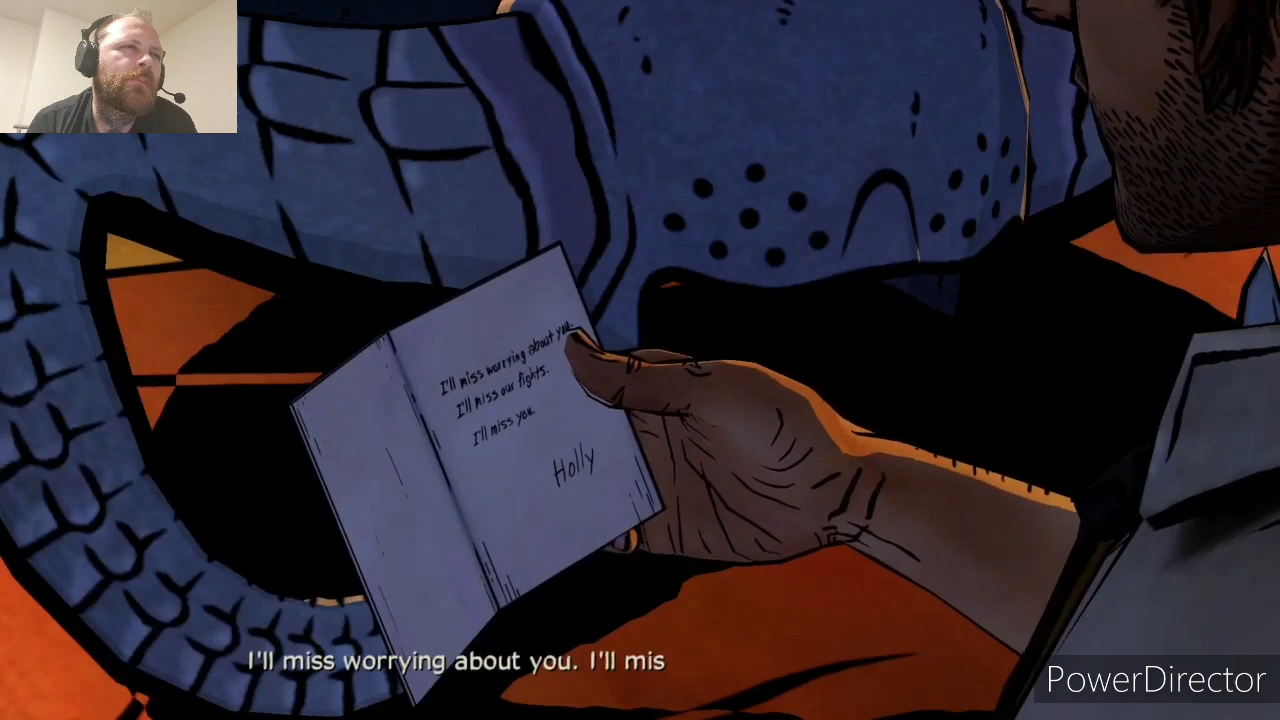 I'll miss worrying about you.
I'll miss our fights.
I'll miss you.
Holly
I'll miss worrying about you. I'll mis
PowerDirector